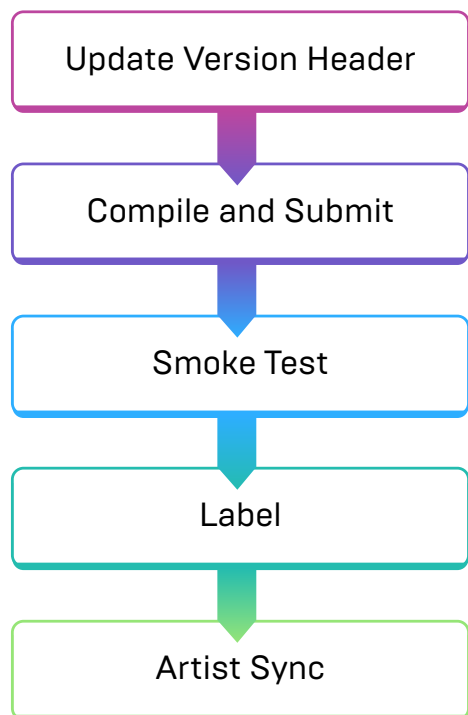 Update Version Header
Compile and Submit
Smoke Test
Label
Artist Sync